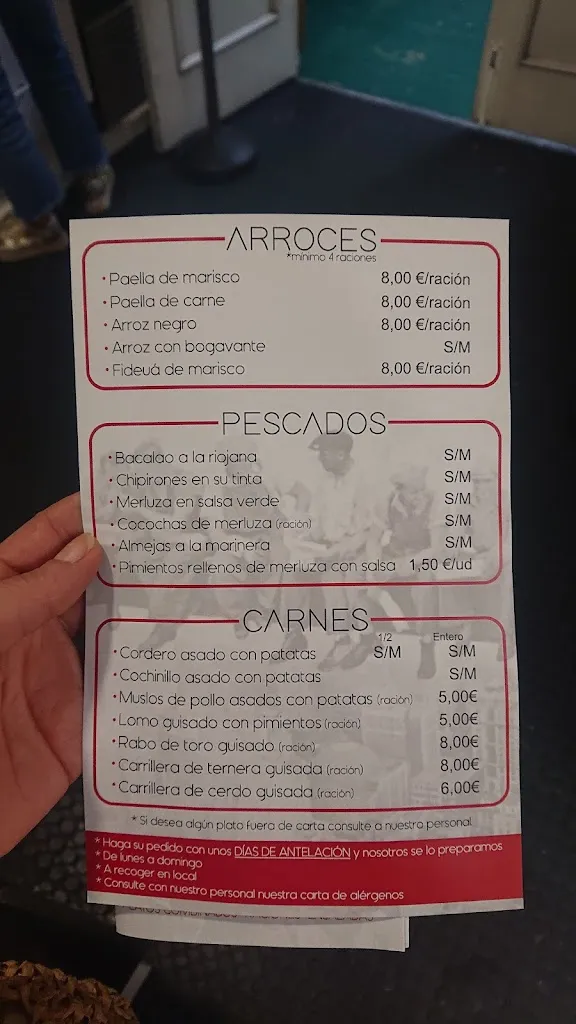 ARROCES
*mínimo 4 raciones
• Paella de marisco 8,00 €/ración
• Paella de carne 8,00 €/ración
• Arroz negro 8,00 €/ración
• Arroz con bogavante S/M
• Fideuá de marisco 8,00 €/ración
PESCADOS
• Bacalao a la riojana S/M
• Chipirones en su tinta S/M
• Merluza en salsa verde S/M
• Cocochas de merluza (ración) S/M
• Almejas a la marinera S/M
• Pimientos rellenos de merluza con salsa 1,50 €/ud
CARNES
1/2 Entero
• Cordero asado con patatas S/M S/M
• Cochinillo asado con patatas S/M
• Muslos de pollo asados con patatas (ración) 5,00€
• Lomo guisado con pimientos (ración) 5,00€
• Rabo de toro guisado (ración) 8,00€
• Carrillera de ternera guisada (ración) 8,00€
• Carrillera de cerdo guisada (ración) 6,00€
* Si desea algún plato fuera de carta consulte a nuestro personal
* Haga su pedido con unos DÍAS DE ANTELACIÓN y nosotros se lo preparamos
* De lunes a domingo
* A recoger en local
* Consulte con nuestro personal nuestra carta de alérgenos